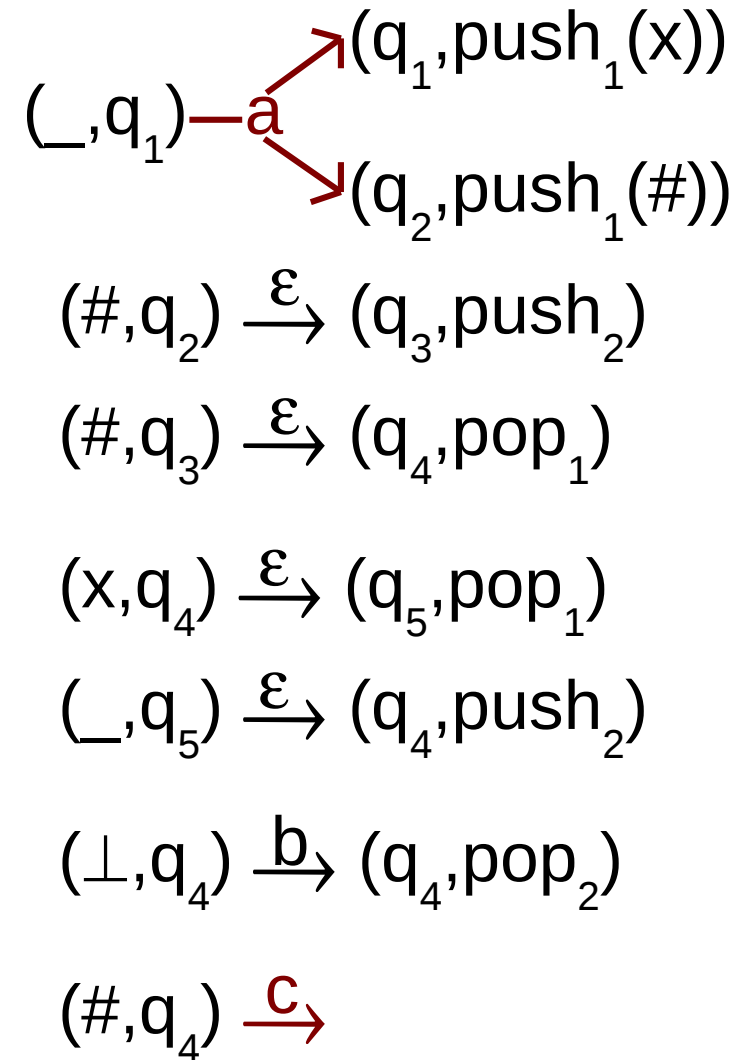 (q₁,push₁(x))
(_,q₁) a
(q₂,push₁(#))
(#,q₂) ε→ (q₃,push₂)
(#,q₃) ε→ (q₄,pop₁)
(x,q₄) ε→ (q₅,pop₁)
(_,q₅) ε→ (q₄,push₂)
(⊥,q₄) b→ (q₄,pop₂)
(#,q₄) c→